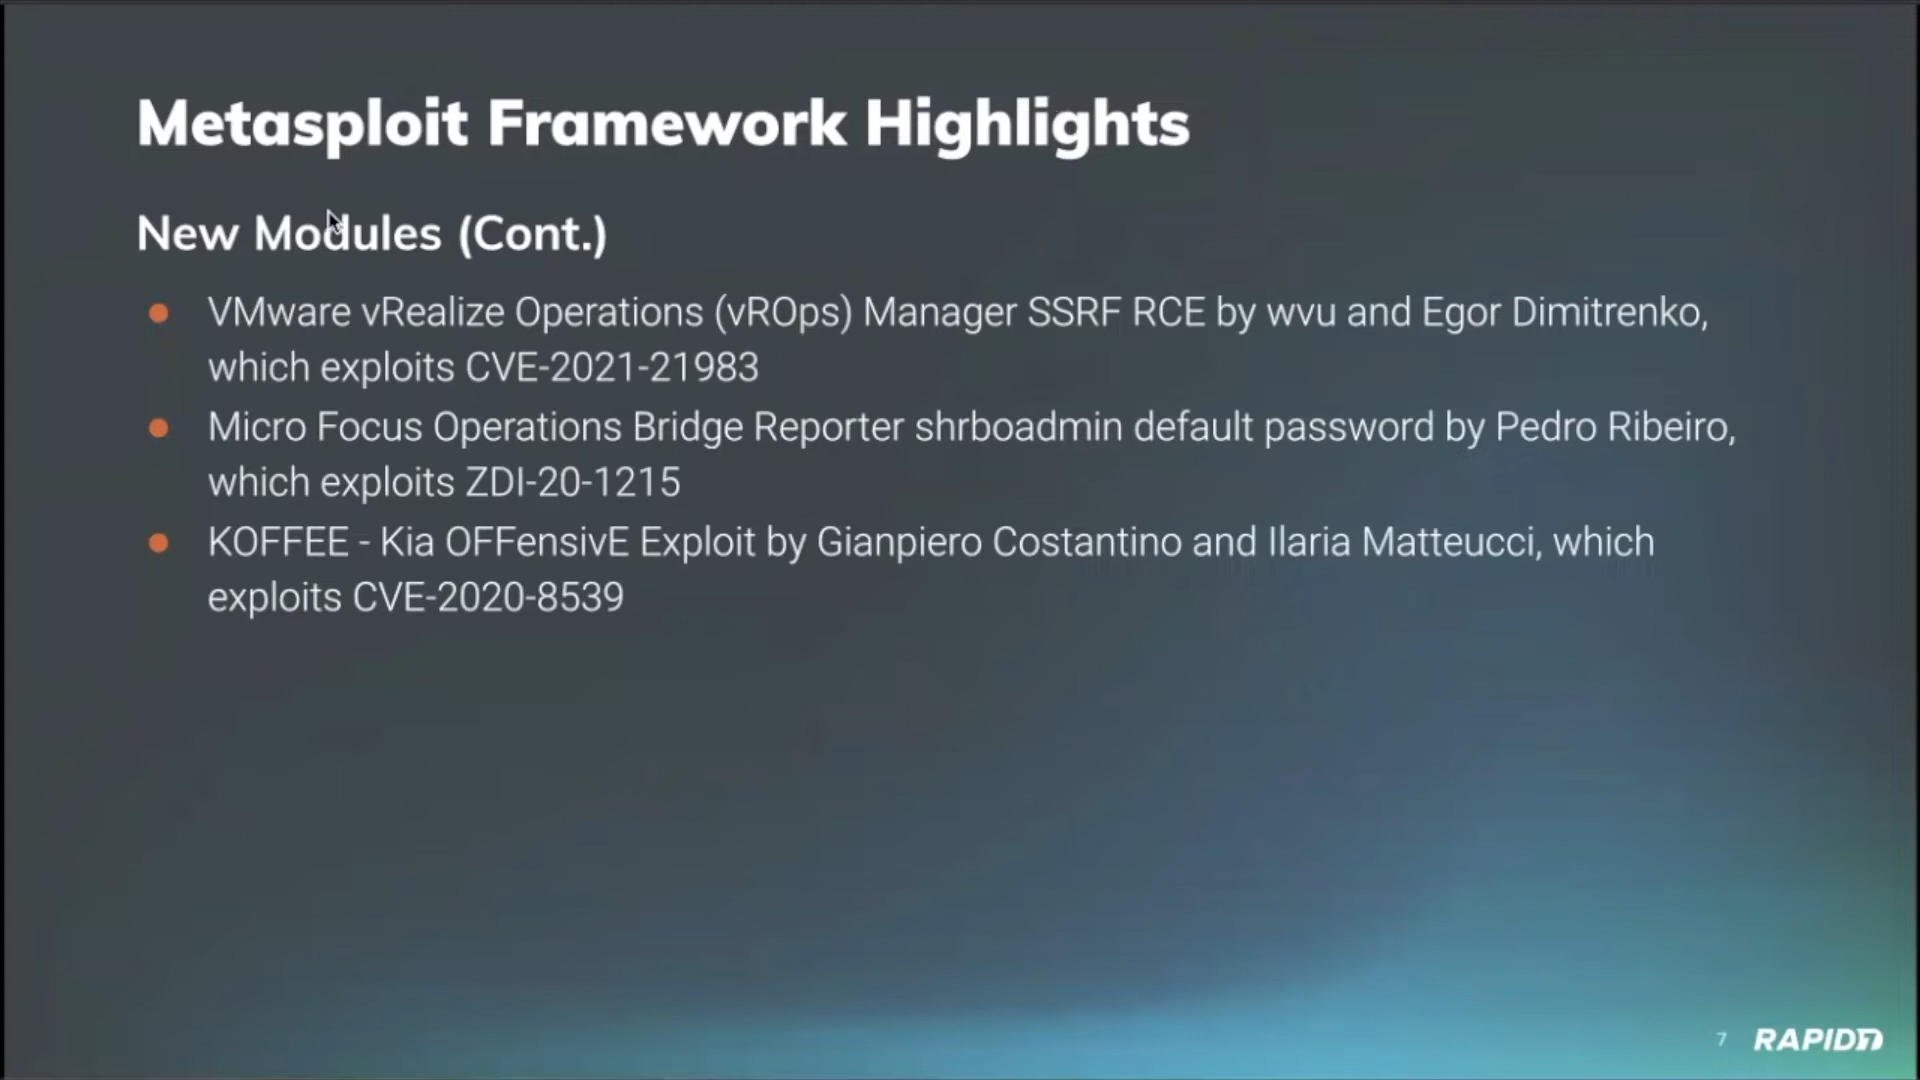 Metasploit Framework Highlights
New Modules (Cont.)
VMware vRealize Operations (vROps) Manager SSRF RCE by wvu and Egor Dimitrenko,
which exploits CVE-2021-21983
Micro Focus Operations Bridge Reporter shrboadmin default password by Pedro Ribeiro,
which exploits ZDI-20-1215
KOFFEE - Kia OFFensivE Exploit by Gianpiero Costantino and Ilaria Matteucci, which
exploits CVE-2020-8539
7 RAPID7